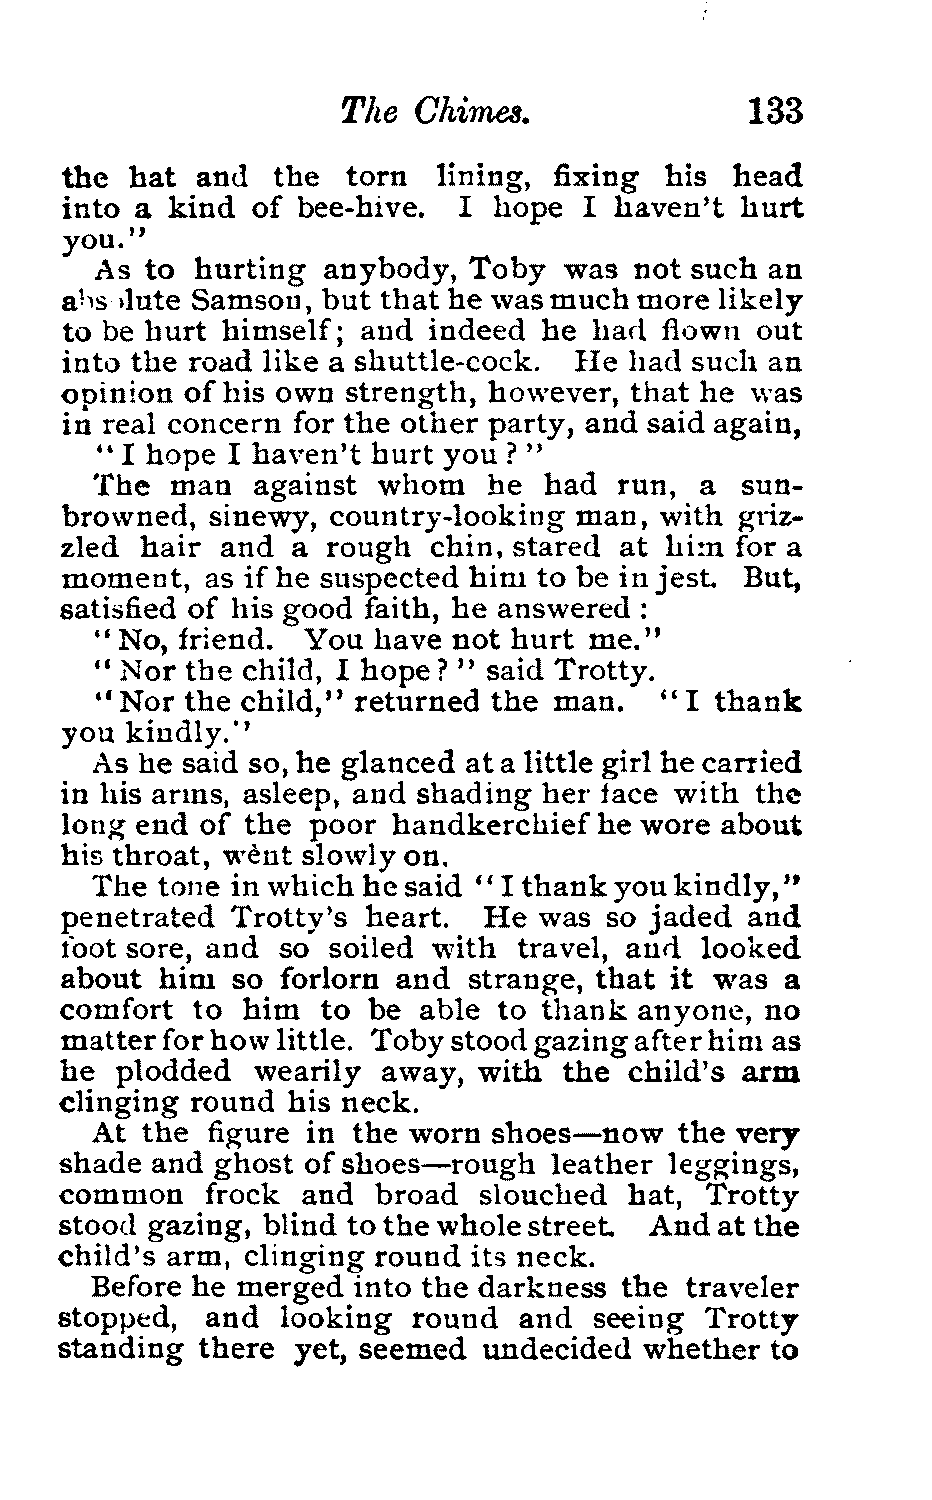 The Chimes. 133
the hat and the torn lining, fixing his head
into a kind of bee-hive. I hope I haven't hurt
you."
As to hurting anybody, Toby was not such an
absolute Samson, but that he was much more likely
to be hurt himself; and indeed he had flown out
into the road like a shuttle-cock. He had such an
opinion of his own strength, however, that he was
in real concern for the other party, and said again,
"I hope I haven't hurt you?"
The man against whom he had run, a sun-
browned, sinewy, country-looking man, with griz-
zled hair and a rough chin, stared at him for a
moment, as if he suspected him to be in jest. But,
satisfied of his good faith, he answered:
"No, friend. You have not hurt me."
"Nor the child, I hope?" said Trotty.
"Nor the child," returned the man. "I thank
you kindly."
As he said so, he glanced at a little girl he carried
in his arms, asleep, and shading her face with the
long end of the poor handkerchief he wore about
his throat, went slowly on.
The tone in which he said "I thank you kindly,"
penetrated Trotty's heart. He was so jaded and
foot sore, and so soiled with travel, and looked
about him so forlorn and strange, that it was a
comfort to him to be able to thank anyone, no
matter for how little. Toby stood gazing after him as
he plodded wearily away, with the child's arm
clinging round his neck.
At the figure in the worn shoes—now the very
shade and ghost of shoes—rough leather leggings,
common frock and broad slouched hat, Trotty
stood gazing, blind to the whole street. And at the
child's arm, clinging round its neck.
Before he merged into the darkness the traveler
stopped, and looking round and seeing Trotty
standing there yet, seemed undecided whether to